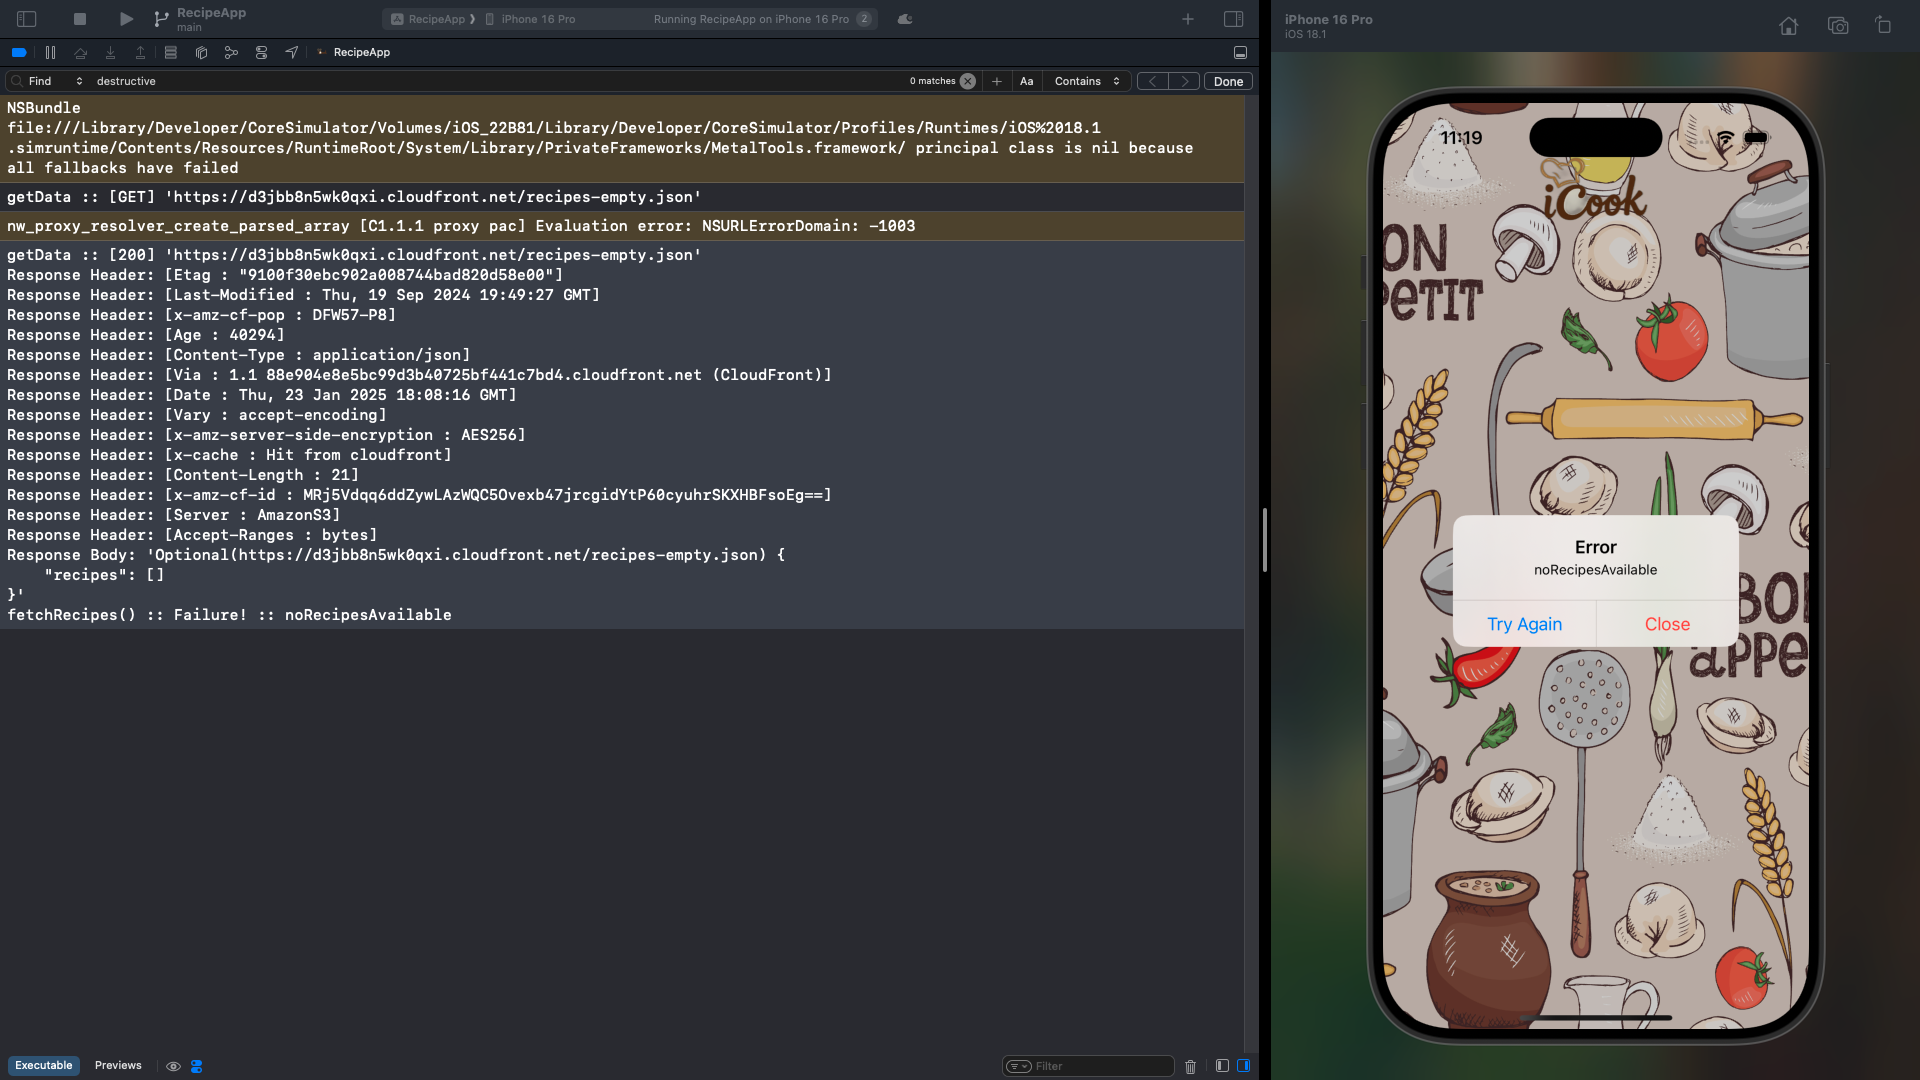 RecipeApp
main
RecipeApp ❯ iPhone 16 Pro
Running RecipeApp on iPhone 16 Pro 2
RecipeApp
Find
destructive
0 matches
Aa
Contains
Done
NSBundle
file:///Library/Developer/CoreSimulator/Volumes/iOS_22B81/Library/Developer/CoreSimulator/Profiles/Runtimes/iOS%2018.1
.simruntime/Contents/Resources/RuntimeRoot/System/Library/PrivateFrameworks/MetalTools.framework/ principal class is nil because
all fallbacks have failed
getData :: [GET] 'https://d3jbb8n5wk0qxi.cloudfront.net/recipes-empty.json'
nw_proxy_resolver_create_parsed_array [C1.1.1 proxy pac] Evaluation error: NSURLErrorDomain: -1003
getData :: [200] 'https://d3jbb8n5wk0qxi.cloudfront.net/recipes-empty.json'
Response Header: [Etag : "9100f30ebc902a008744bad820d58e00"]
Response Header: [Last-Modified : Thu, 19 Sep 2024 19:49:27 GMT]
Response Header: [x-amz-cf-pop : DFW57-P8]
Response Header: [Age : 40294]
Response Header: [Content-Type : application/json]
Response Header: [Via : 1.1 88e904e8e5bc99d3b40725bf441c7bd4.cloudfront.net (CloudFront)]
Response Header: [Date : Thu, 23 Jan 2025 18:08:16 GMT]
Response Header: [Vary : accept-encoding]
Response Header: [x-amz-server-side-encryption : AES256]
Response Header: [x-cache : Hit from cloudfront]
Response Header: [Content-Length : 21]
Response Header: [x-amz-cf-id : MRj5Vdqq6ddZywLAzWQC5Ovexb47jrcgidYtP60cyuhrSKXHBFsoEg==]
Response Header: [Server : AmazonS3]
Response Header: [Accept-Ranges : bytes]
Response Body: 'Optional(https://d3jbb8n5wk0qxi.cloudfront.net/recipes-empty.json) {
"recipes": []
}'
fetchRecipes() :: Failure! :: noRecipesAvailable
Executable
Previews
Filter
iPhone 16 Pro
iOS 18.1
11:19
iCook
ON
PETIT
Error
noRecipesAvailable
Try Again
Close
BON
appe